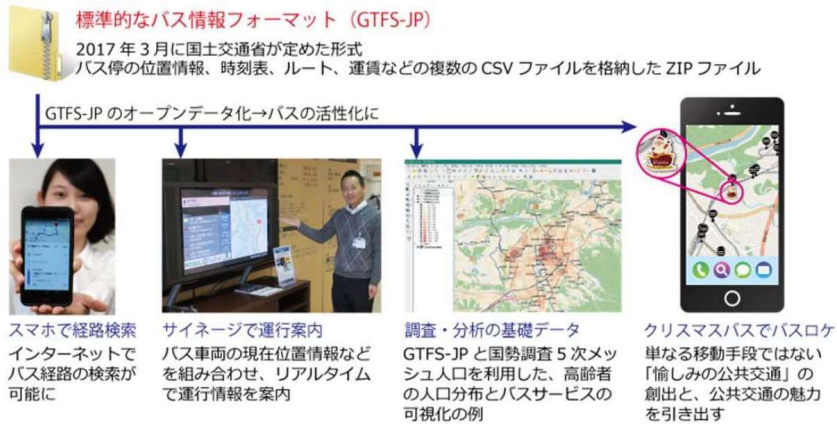 標準的なバス情報フォーマット（GTFS-JP）
2017年3月に国土交通省が定めた形式
バス停の位置情報、時刻表、ルート、運賃などの複数のCSVファイルを格納したZIPファイル
GTFS-JPのオープンデータ化→バスの活性化に
スマホで経路検索
インターネットで
バス経路の検索が
可能に
サイネージで運行案内
バス車両の現在位置情報など
を組み合わせ、リアルタイム
で運行情報を案内
調査・分析の基礎データ
GTFS-JPと国勢調査5次メッ
シュ人口を利用した、高齢者
の人口分布とバスサービスの
可視化の例
クリスマスバスでバスロケ
単なる移動手段ではない
「愉しみの公共交通」の
創出と、公共交通の魅力
を引き出す